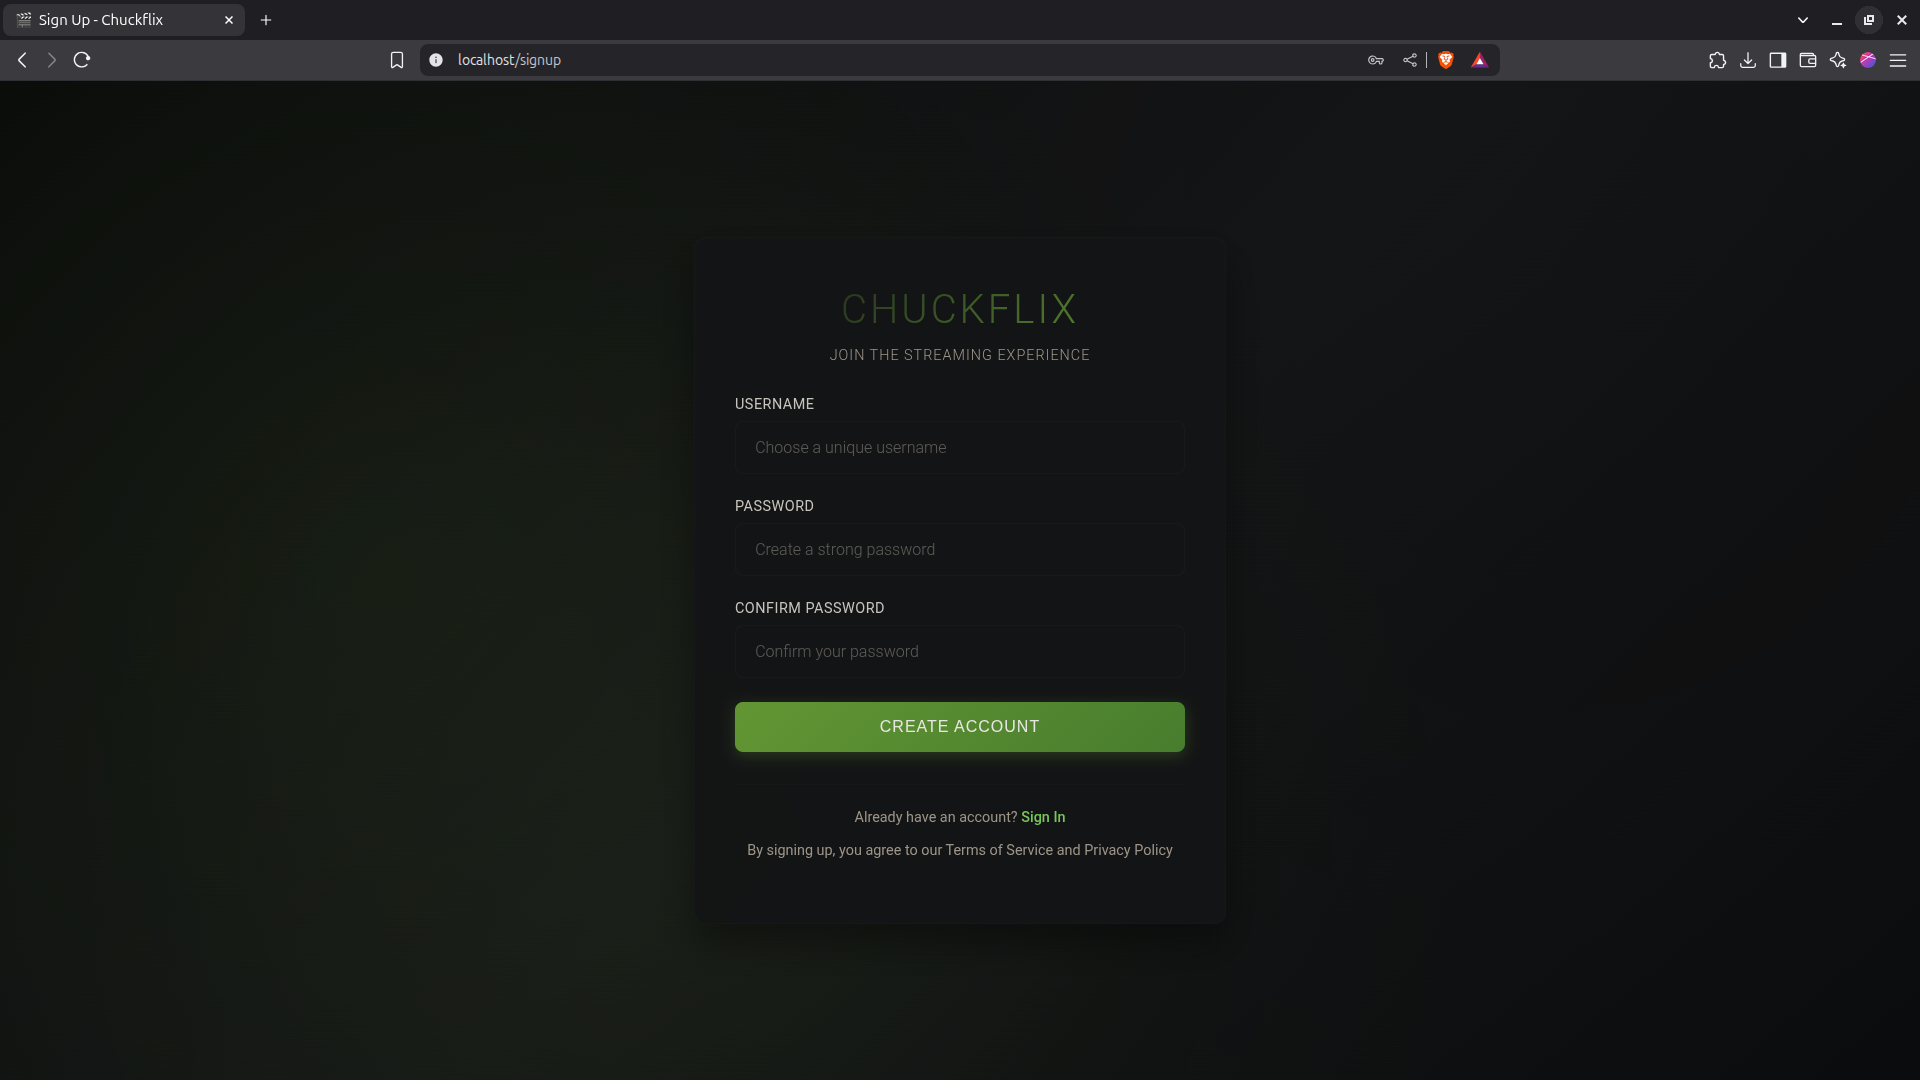 Sign Up - Chuckflix
localhost/signup
CHUCKFLIX
JOIN THE STREAMING EXPERIENCE
USERNAME
Choose a unique username
PASSWORD
Create a strong password
CONFIRM PASSWORD
Confirm your password
CREATE ACCOUNT
Already have an account? Sign In
By signing up, you agree to our Terms of Service and Privacy Policy